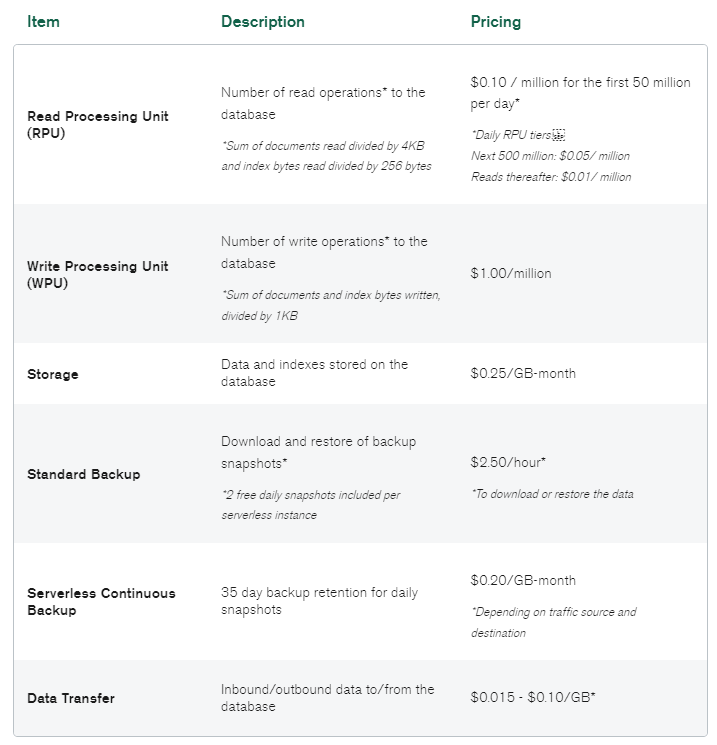 Item Description Pricing
Read Processing Unit
(RPU)
Number of read operations* to the
database
*Sum of documents read divided by 4KB
and index bytes read divided by 256 bytes
$0.10 / million for the first 50 million
per day*
*Daily RPU tiers
Next 500 million: $0.05/ million
Reads thereafter: $0.01/ million
Write Processing Unit
(WPU)
Number of write operations* to the
database
*Sum of documents and index bytes written,
divided by 1KB
$1.00/million
Storage
Data and indexes stored on the
database
$0.25/GB-month
Standard Backup
Download and restore of backup
snapshots*
*2 free daily snapshots included per
serverless instance
$2.50/hour*
*To download or restore the data
Serverless Continuous
Backup
35 day backup retention for daily
snapshots
$0.20/GB-month
*Depending on traffic source and
destination
Data Transfer
Inbound/outbound data to/from the
database
$0.015 - $0.10/GB*